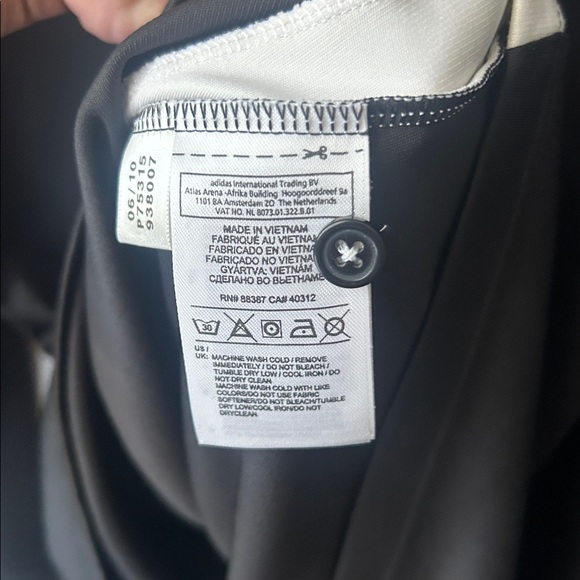 06/10
P75315
938007
adidas International Trading BV
Atlas Arena -Afrika Building Hoogoorddreef 9a
1101 BA Amsterdam ZO The Netherlands
VAT NO. NL 8073.01.322.B.01
MADE IN VIETNAM
FABRIQUÉ AU VIETNAM
FABRICADO EN VIETNA
FABRICADO NO VIETNA
GYÁRTVA: VIETNÁM
СДЕЛАНО ВО ВЬЕТНАМЕ
RN# 88387 CA# 40312
30
US /
UK: MACHINE WASH COLD / REMOVE
IMMEDIATELY / DO NOT BLEACH /
TUMBLE DRY LOW / COOL IRON / DO
NOT DRY CLEAN
MACHINE WASH COLD WITH LIKE
COLORS/DO NOT USE FABRIC
SOFTENER/DO NOT BLEACH/TUMBLE
DRY LOW/COOL IRON/DO NOT
DRYCLEAN